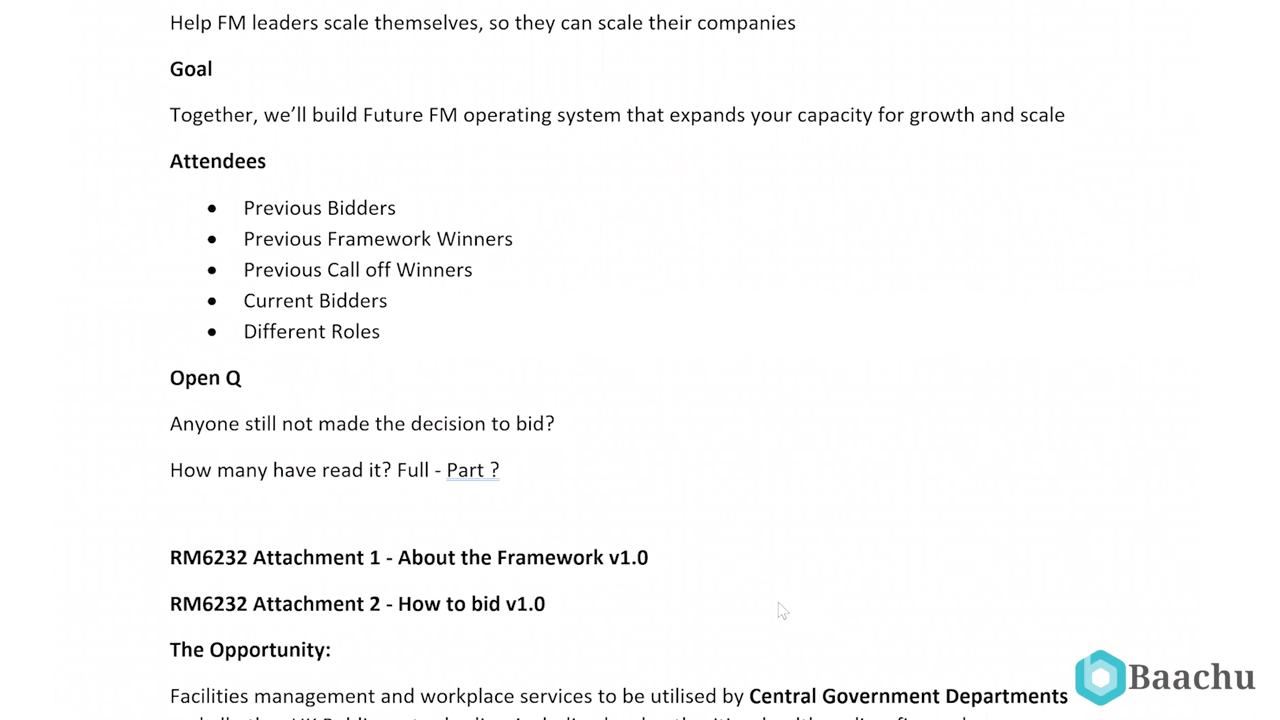 Help FM leaders scale themselves, so they can scale their companies
Goal
Together, we'll build Future FM operating system that expands your capacity for growth and scale
Attendees
• Previous Bidders
• Previous Framework Winners
• Previous Call off Winners
• Current Bidders
• Different Roles
Open Q
Anyone still not made the decision to bid?
How many have read it? Full - Part ?
RM6232 Attachment 1 - About the Framework v1.0
RM6232 Attachment 2 - How to bid v1.0
The Opportunity:
Facilities management and workplace services to be utilised by Central Government Departments
Baachu